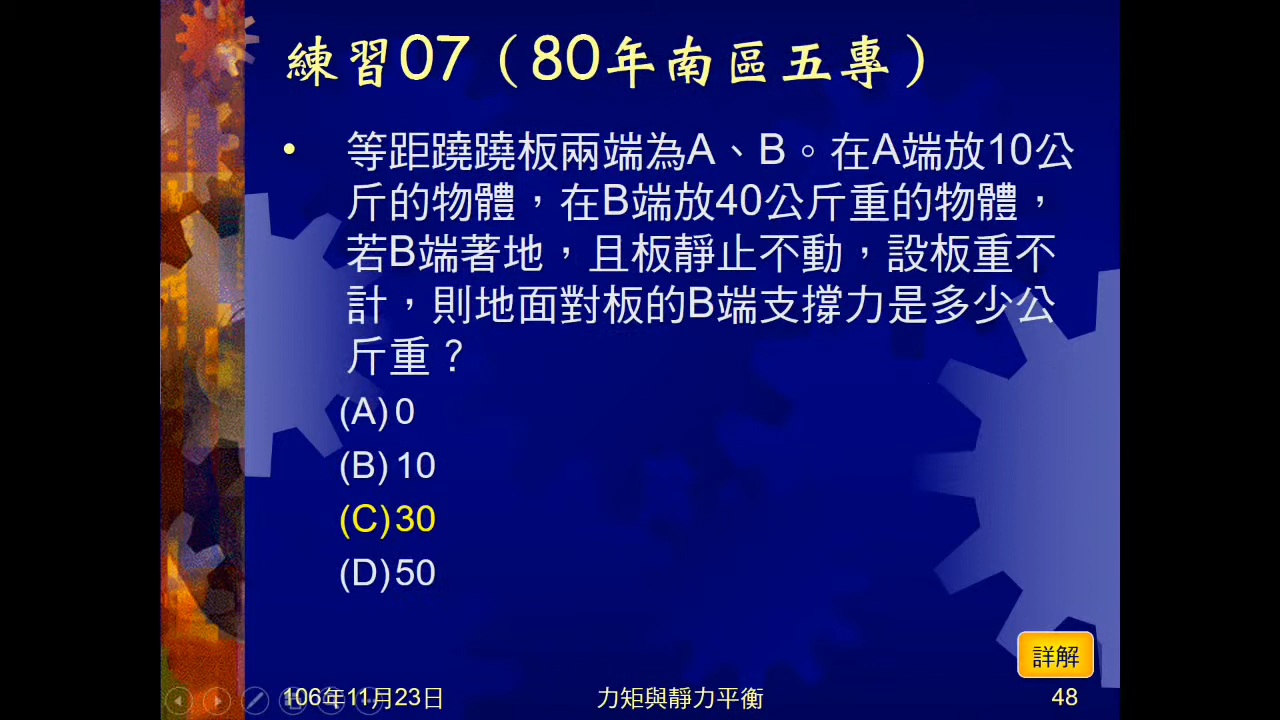 練習07（80年南區五專）
• 等距蹺蹺板兩端為A、B。在A端放10公
斤的物體，在B端放40公斤重的物體，
若B端著地，且板靜止不動，設板重不
計，則地面對板的B端支撐力是多少公
斤重？
(A) 0
(B) 10
(C) 30
(D) 50
詳解
106年11月23日
力矩與靜力平衡
48